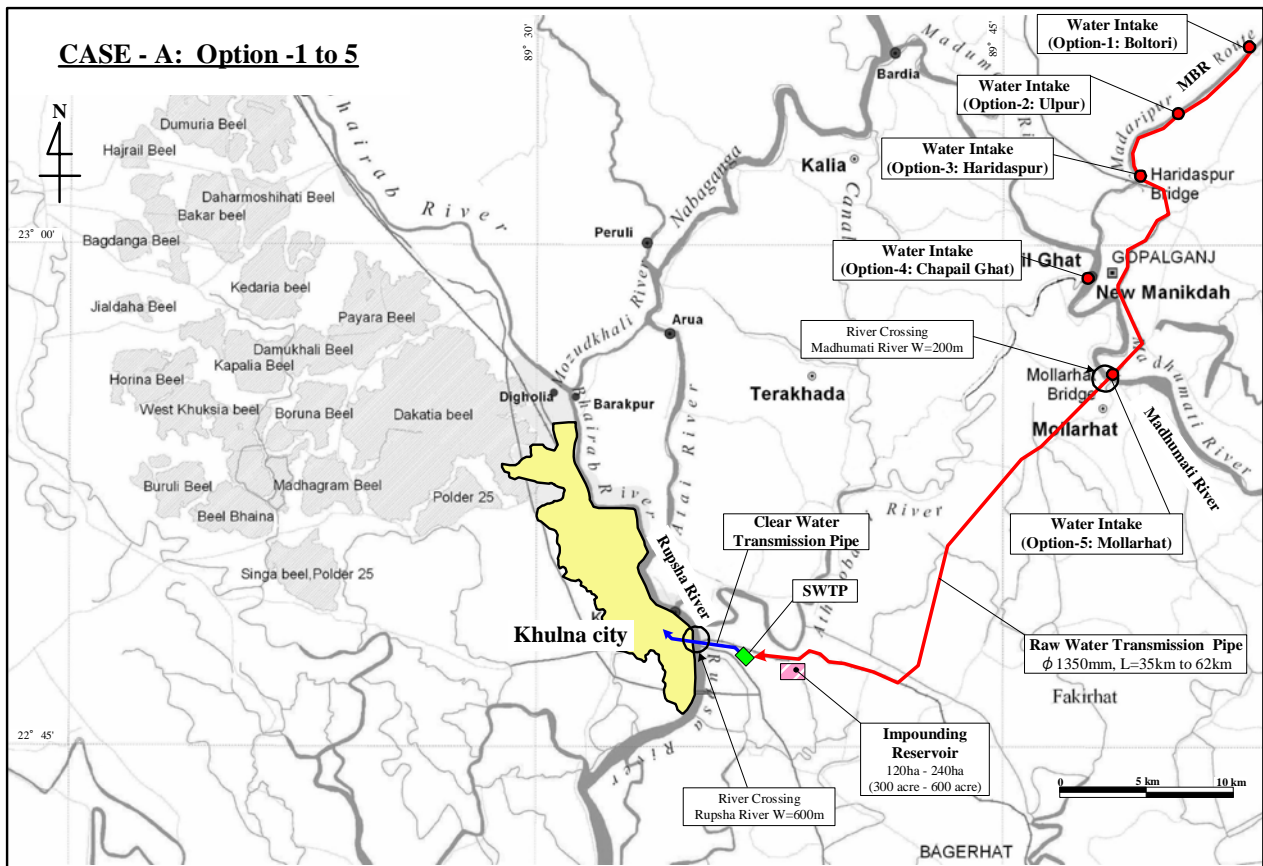 CASE - A: Option -1 to 5
89° 30'
89° 45'
Water Intake
(Option-1: Boltori)
Water Intake
(Option-2: Ulpur)
Water Intake
(Option-3: Haridaspur)
Water Intake
(Option-4: Chapail Ghat)
Madaripur MBR Route
Bardia
Kalia
Canal
Haridaspur
Bridge
N
Dumuria Beel
Hajrail Beel
Daharmoshihati Beel
Bakar beel
Bagdanga Beel
Kedaria beel
Jialdaha Beel
Payara Beel
Damukhali Beel
Kapalia Beel
Horina Beel
West Khuksia beel
Boruna Beel
Dakatia beel
Buruli Beel
Madhagram Beel
Beel Bhaina
Polder 25
Singa beel,Polder 25
hairab River
23° 00'
22° 45'
Peruli
Nabaganga
Mozudkhali River
Arua
Digholia
Barakpur
Bhairab River
Atai River
Terakhada
il Ghat
GOPALGANJ
New Manikdah
River Crossing
Madhumati River W=200m
Mollarhat
Bridge
Mollarhat
Madhumati River
Madhumati River
Water Intake
(Option-5: Mollarhat)
River
Clear Water
Transmission Pipe
SWTP
Rupsha River
Khulna city
Raw Water Transmission Pipe
ϕ 1350mm, L=35km to 62km
Fakirhat
Impounding
Reservoir
120ha - 240ha
(300 acre - 600 acre)
River Crossing
Rupsha River W=600m
River
0 5 km 10 km
BAGERHAT